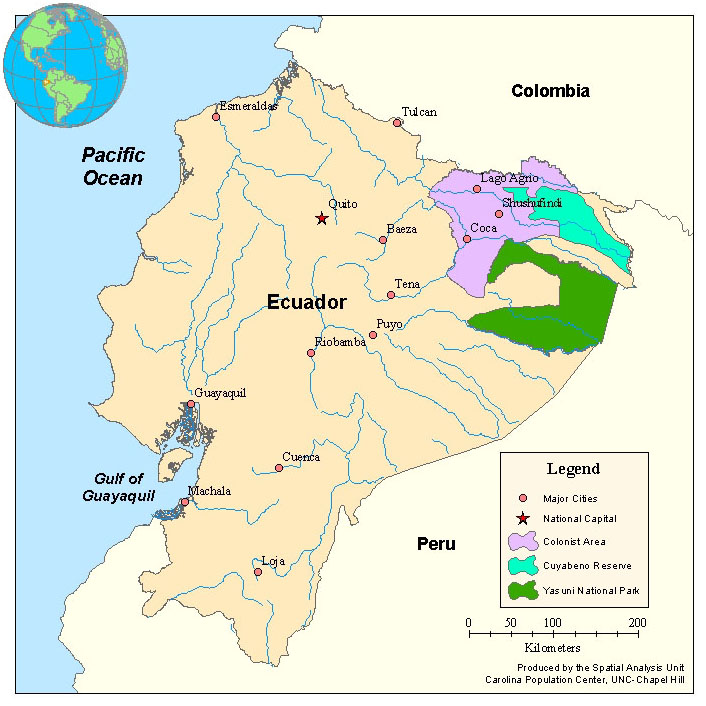 Colombia
Pacific
Ocean
Esmeraldas
Tulcan
Lago Agrio
Shushufindi
Quito
Coca
Baeza
Tena
Ecuador
Puyo
Riobamba
Guayaquil
Cuenca
Gulf of
Guayaquil
Machala
Peru
Loja
Legend
Major Cities
National Capital
Colonist Area
Cuyabeno Reserve
Yasuni National Park
0 50 100 200
Kilometers
Produced by the Spatial Analysis Unit
Carolina Population Center, UNC-Chapel Hill